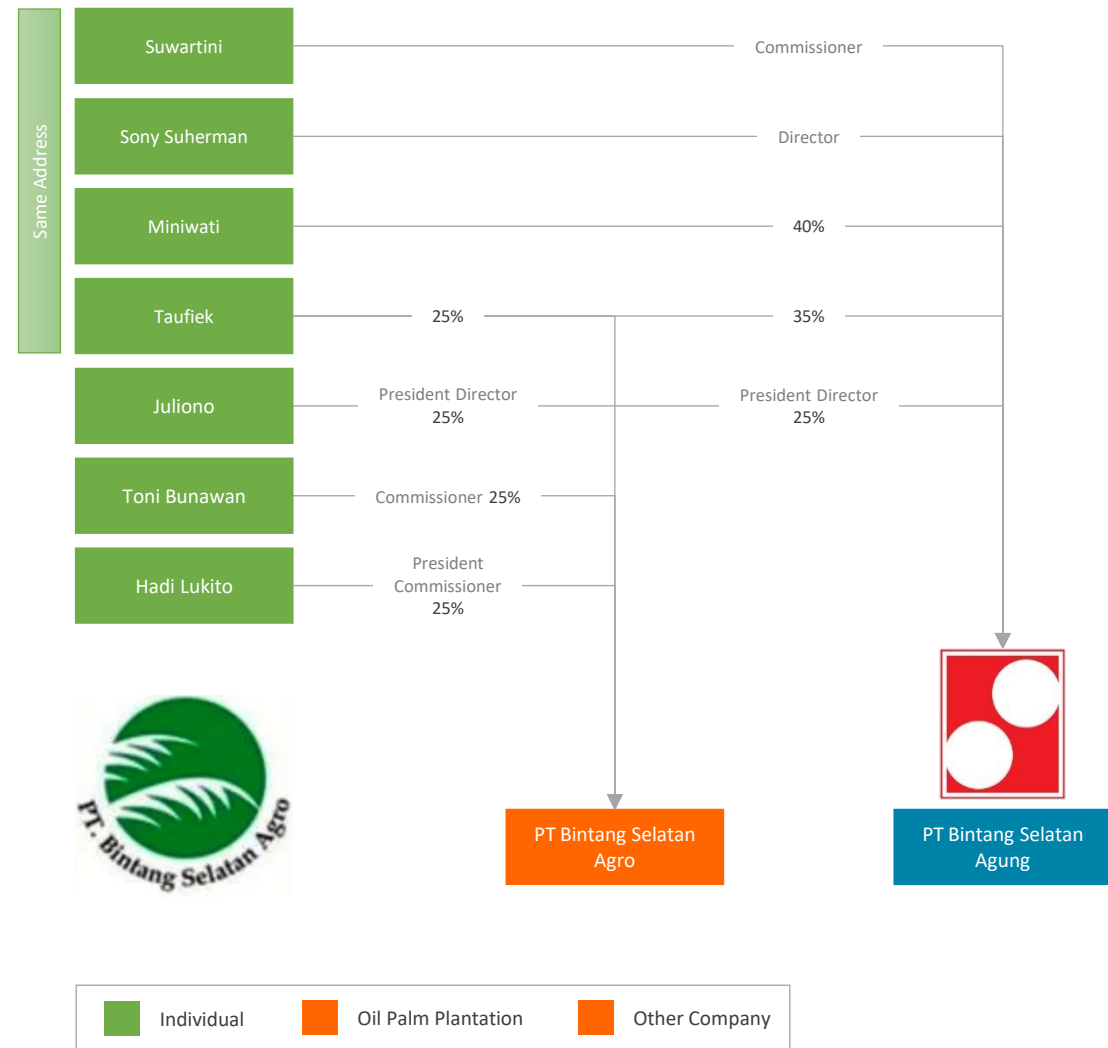 Same Address
Suwartini
Commissioner
Sony Suherman
Director
Miniwati
40%
Taufiek
25%
35%
Juliono
President Director
25%
President Director
25%
Toni Bunawan
Commissioner 25%
Hadi Lukito
President
Commissioner
25%
PT. Bintang Selatan Agro
PT Bintang Selatan
Agro
PT Bintang Selatan
Agung
Individual
Oil Palm Plantation
Other Company